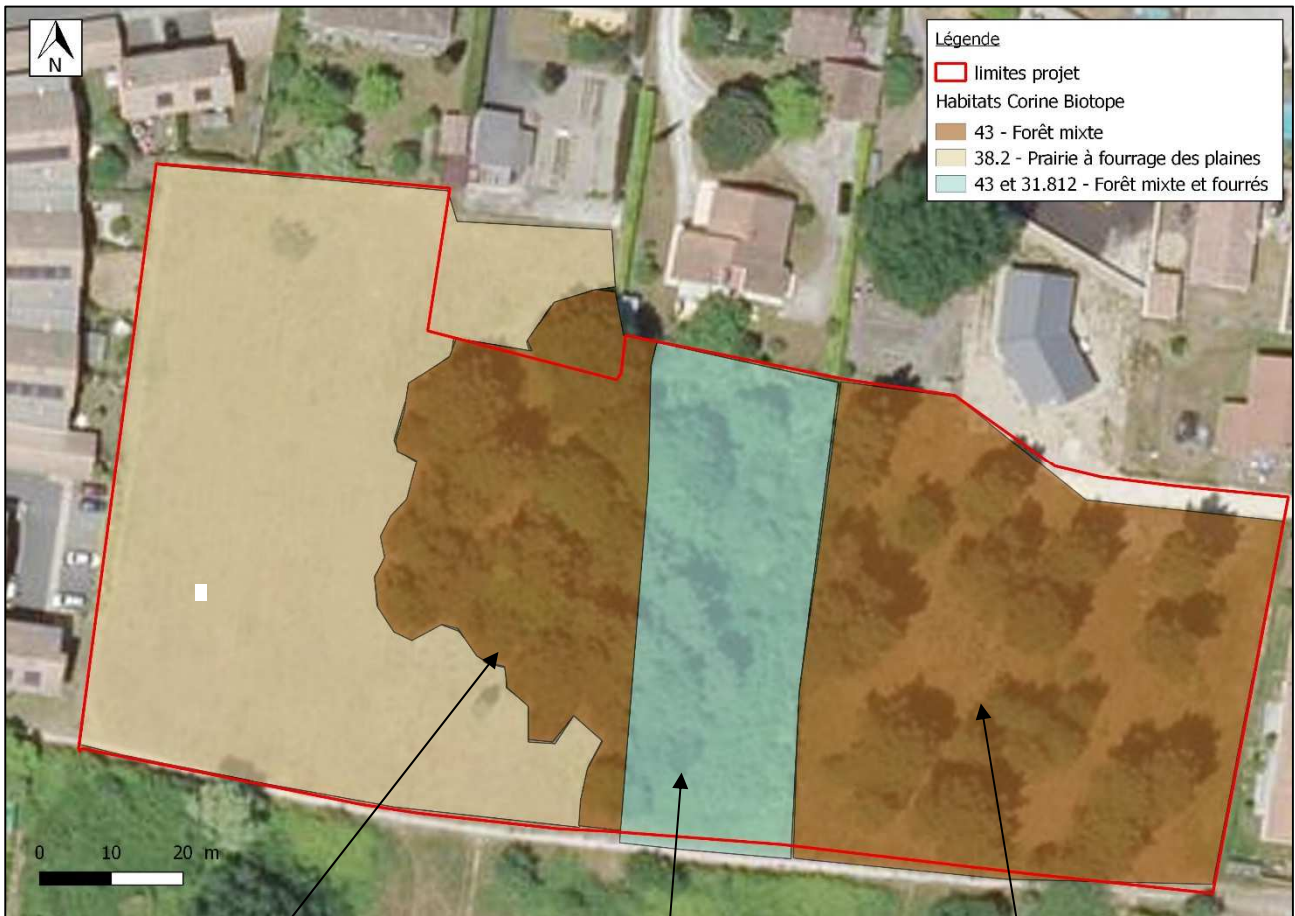 N
Légende
limites projet
Habitats Corine Biotope
43 - Forêt mixte
38.2 - Prairie à fourrage des plaines
43 et 31.812 - Forêt mixte et fourrés
0 10 20 m